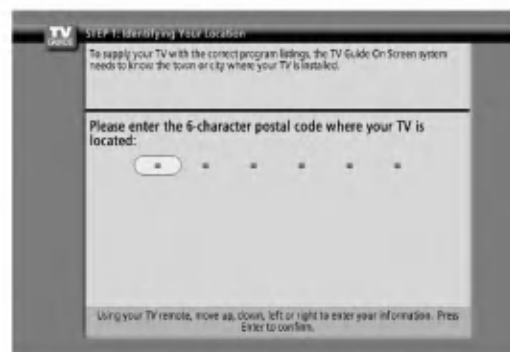 TV
GUIDE
STEP 1: Identifying Your Location
To supply your TV with the correct program listings, the TV Guide On Screen system
needs to know the town or city where your TV is installed.
Please enter the 6-character postal code where your TV is
located:
Using your TV remote, move up, down, left or right to enter your information. Press
Enter to confirm.